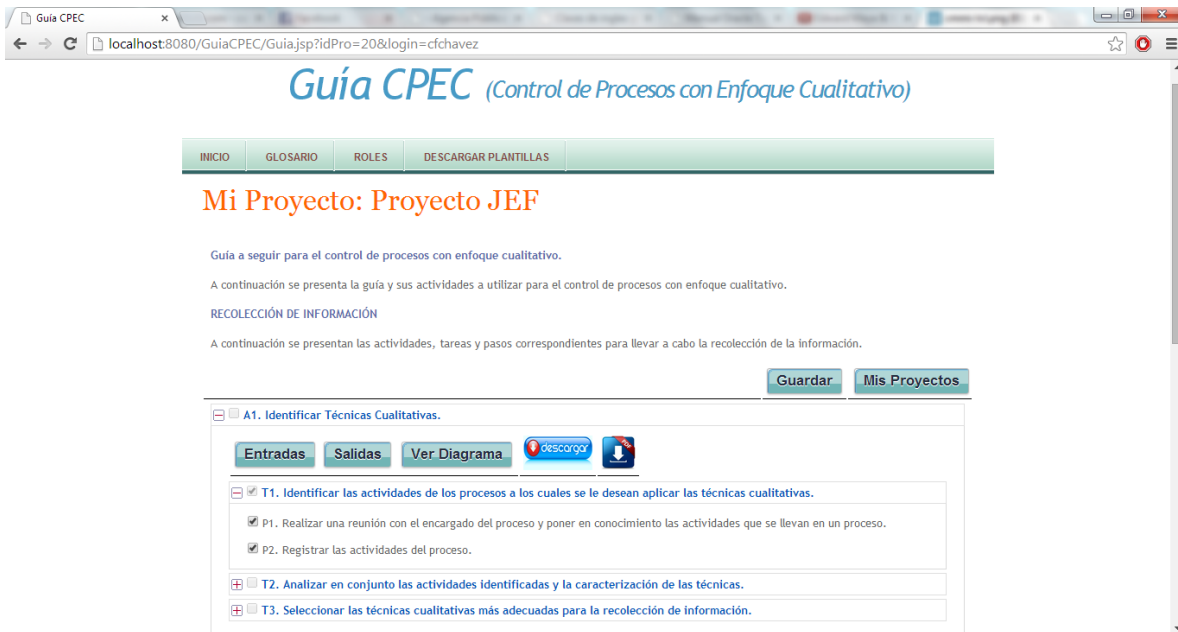 Guía CPEC
localhost:8080/GuiaCPEC/Guia.jsp?idPro=20&login=cfchavez
Guía CPEC (Control de Procesos con Enfoque Cualitativo)
INICIO GLOSARIO ROLES DESCARGAR PLANTILLAS
Mi Proyecto: Proyecto JEF
Guía a seguir para el control de procesos con enfoque cualitativo.
A continuación se presenta la guía y sus actividades a utilizar para el control de procesos con enfoque cualitativo.
RECOLECCIÓN DE INFORMACIÓN
A continuación se presentan las actividades, tareas y pasos correspondientes para llevar a cabo la recolección de la información.
Guardar Mis Proyectos
A1. Identificar Técnicas Cualitativas.
Entradas Salidas Ver Diagrama descargar PDF
T1. Identificar las actividades de los procesos a los cuales se le desean aplicar las técnicas cualitativas.
P1. Realizar una reunión con el encargado del proceso y poner en conocimiento las actividades que se llevan en un proceso.
P2. Registrar las actividades del proceso.
T2. Analizar en conjunto las actividades identificadas y la caracterización de las técnicas.
T3. Seleccionar las técnicas cualitativas más adecuadas para la recolección de información.